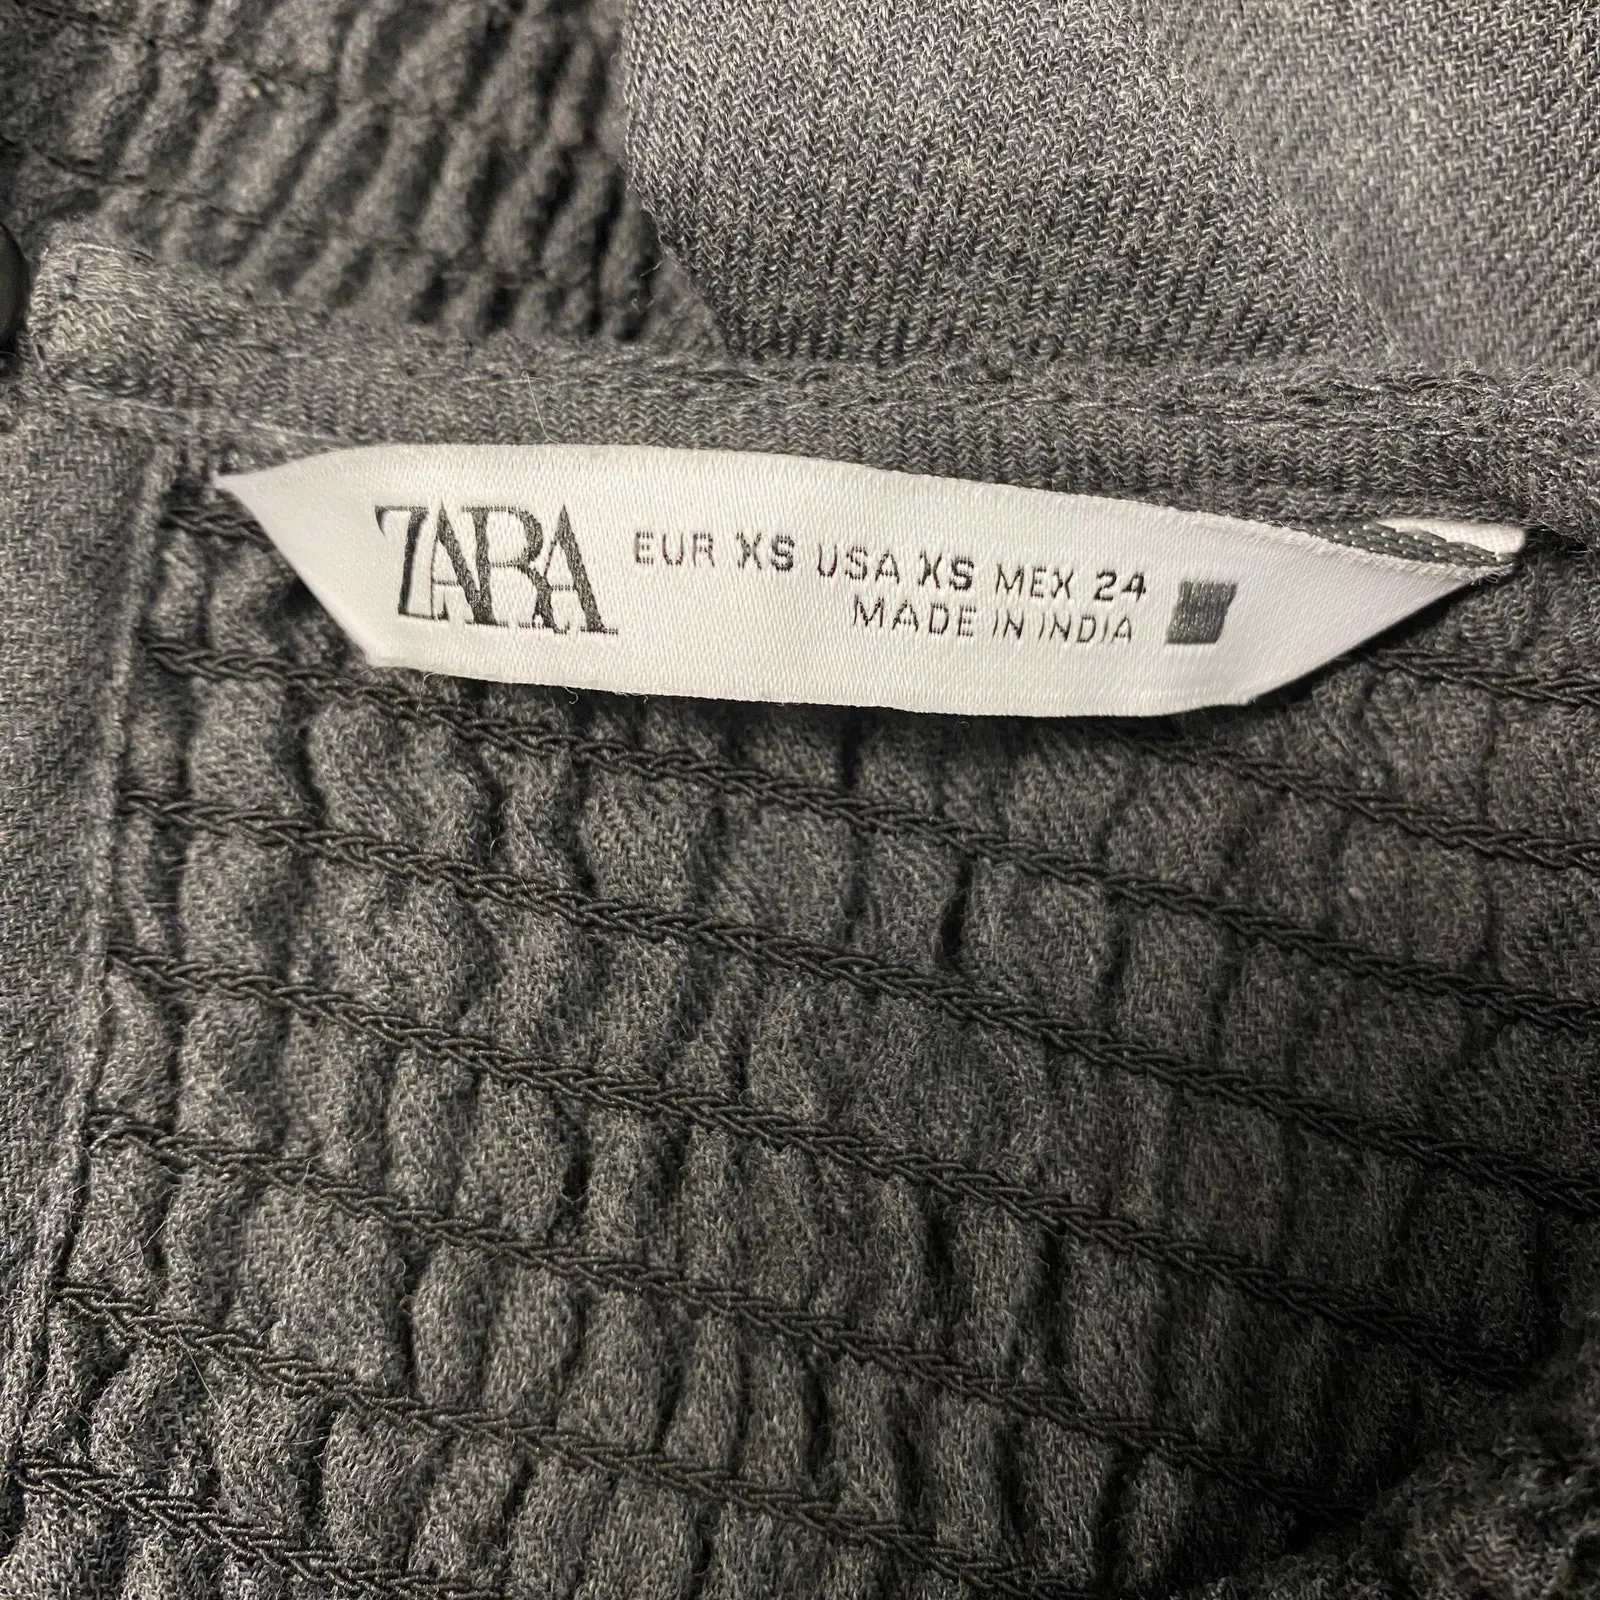 ZARA
EUR XS USA XS MEX 24
MADE IN INDIA